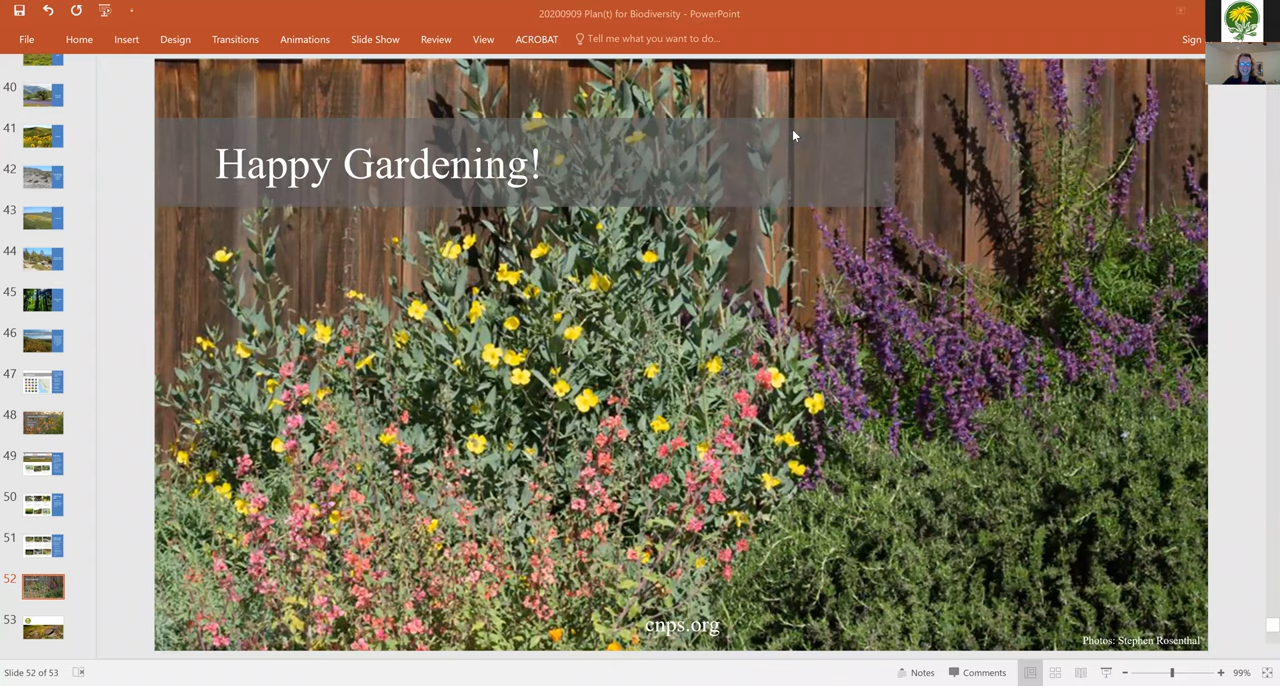 20200909 Plan(t) for Biodiversity - PowerPoint
File Home Insert Design Transitions Animations Slide Show Review View ACROBAT Tell me what you want to do... Sign
40
41
42
43
44
45
46
47
48
49
50
51
52
53
Happy Gardening!
cnps.org
Photos: Stephen Rosenthal
Slide 52 of 53 Notes Comments 99%